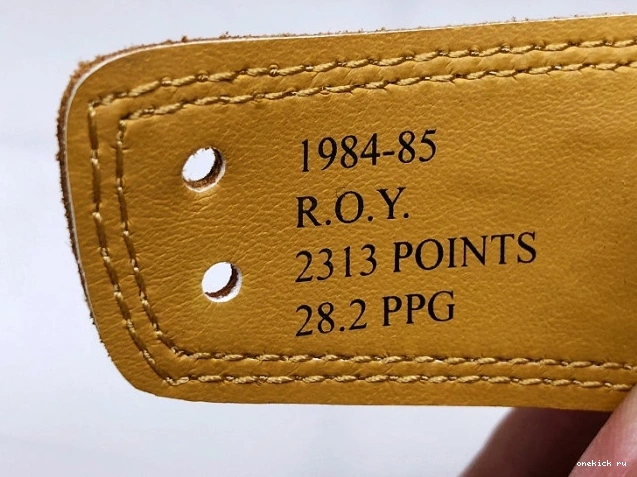 1984-85
R.O.Y.
2313 POINTS
28.2 PPG
onekick ru